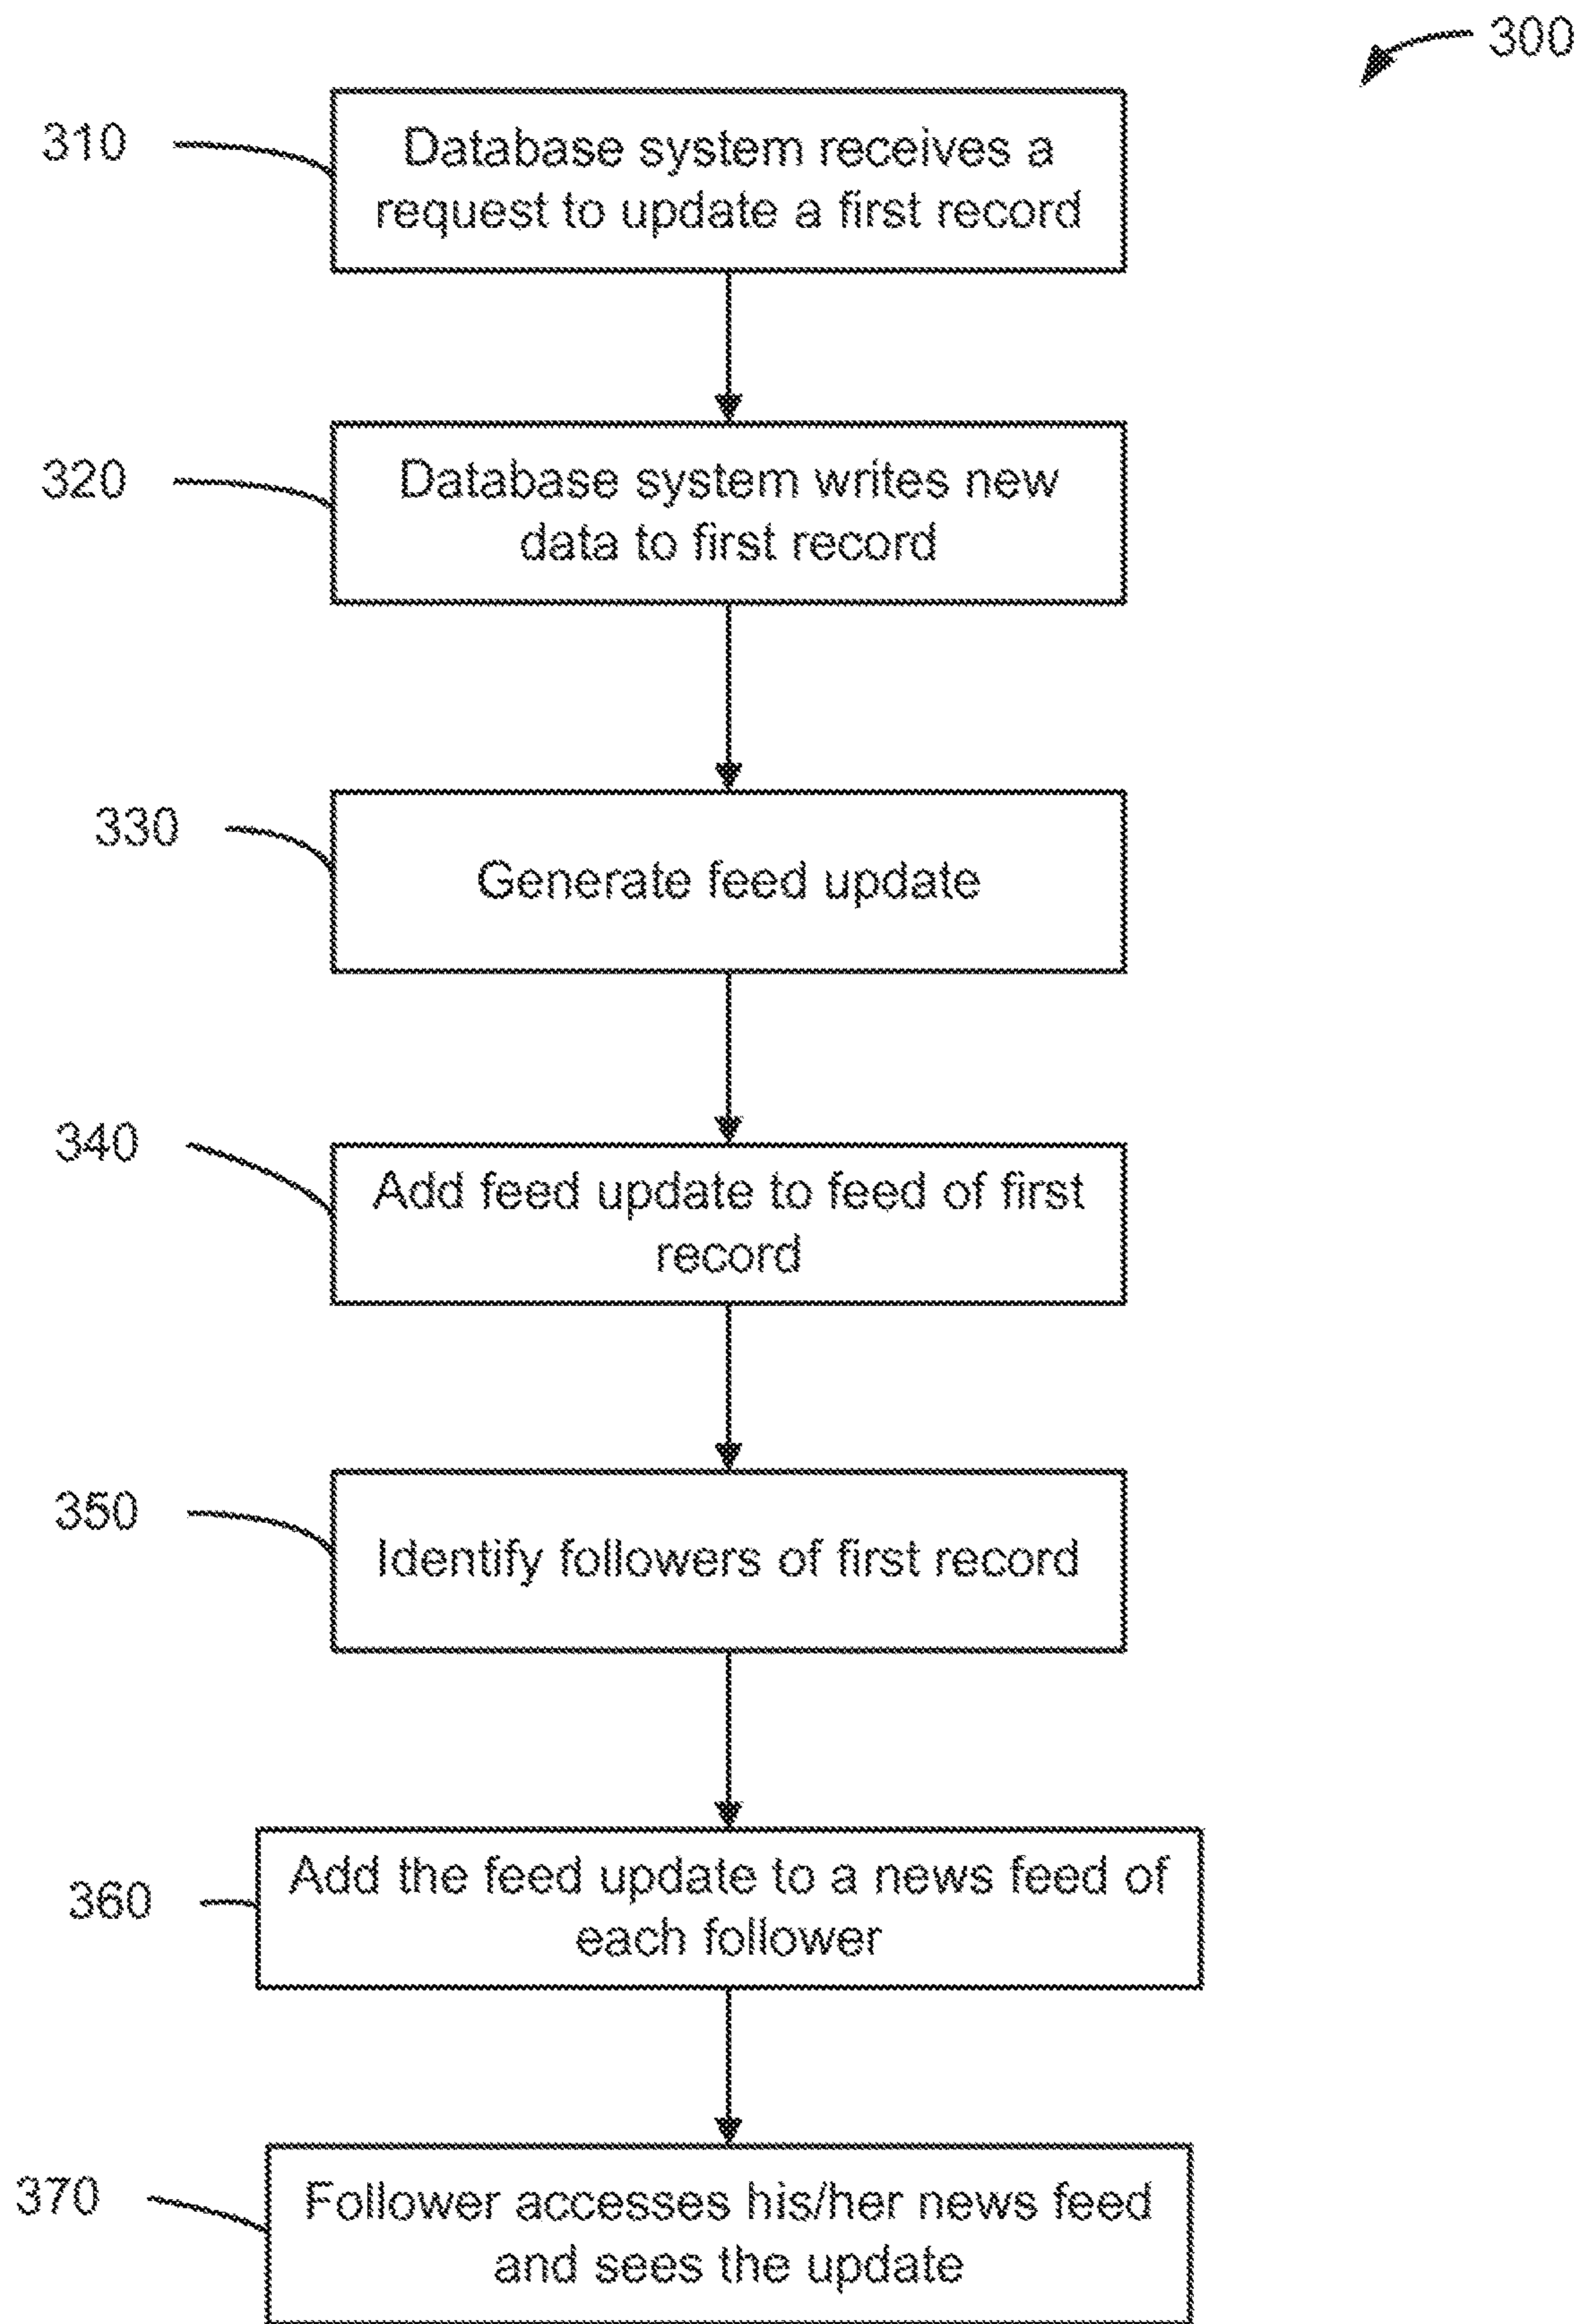 300
310
Database system receives a
request to update a first record
320
Database system writes new
data to first record
330
Generate feed update
340
Add feed update to feed of first
record
350
Identify followers of first record
360
Add the feed update to a news feed of
each follower
370
Follower accesses his/her news feed
and sees the update